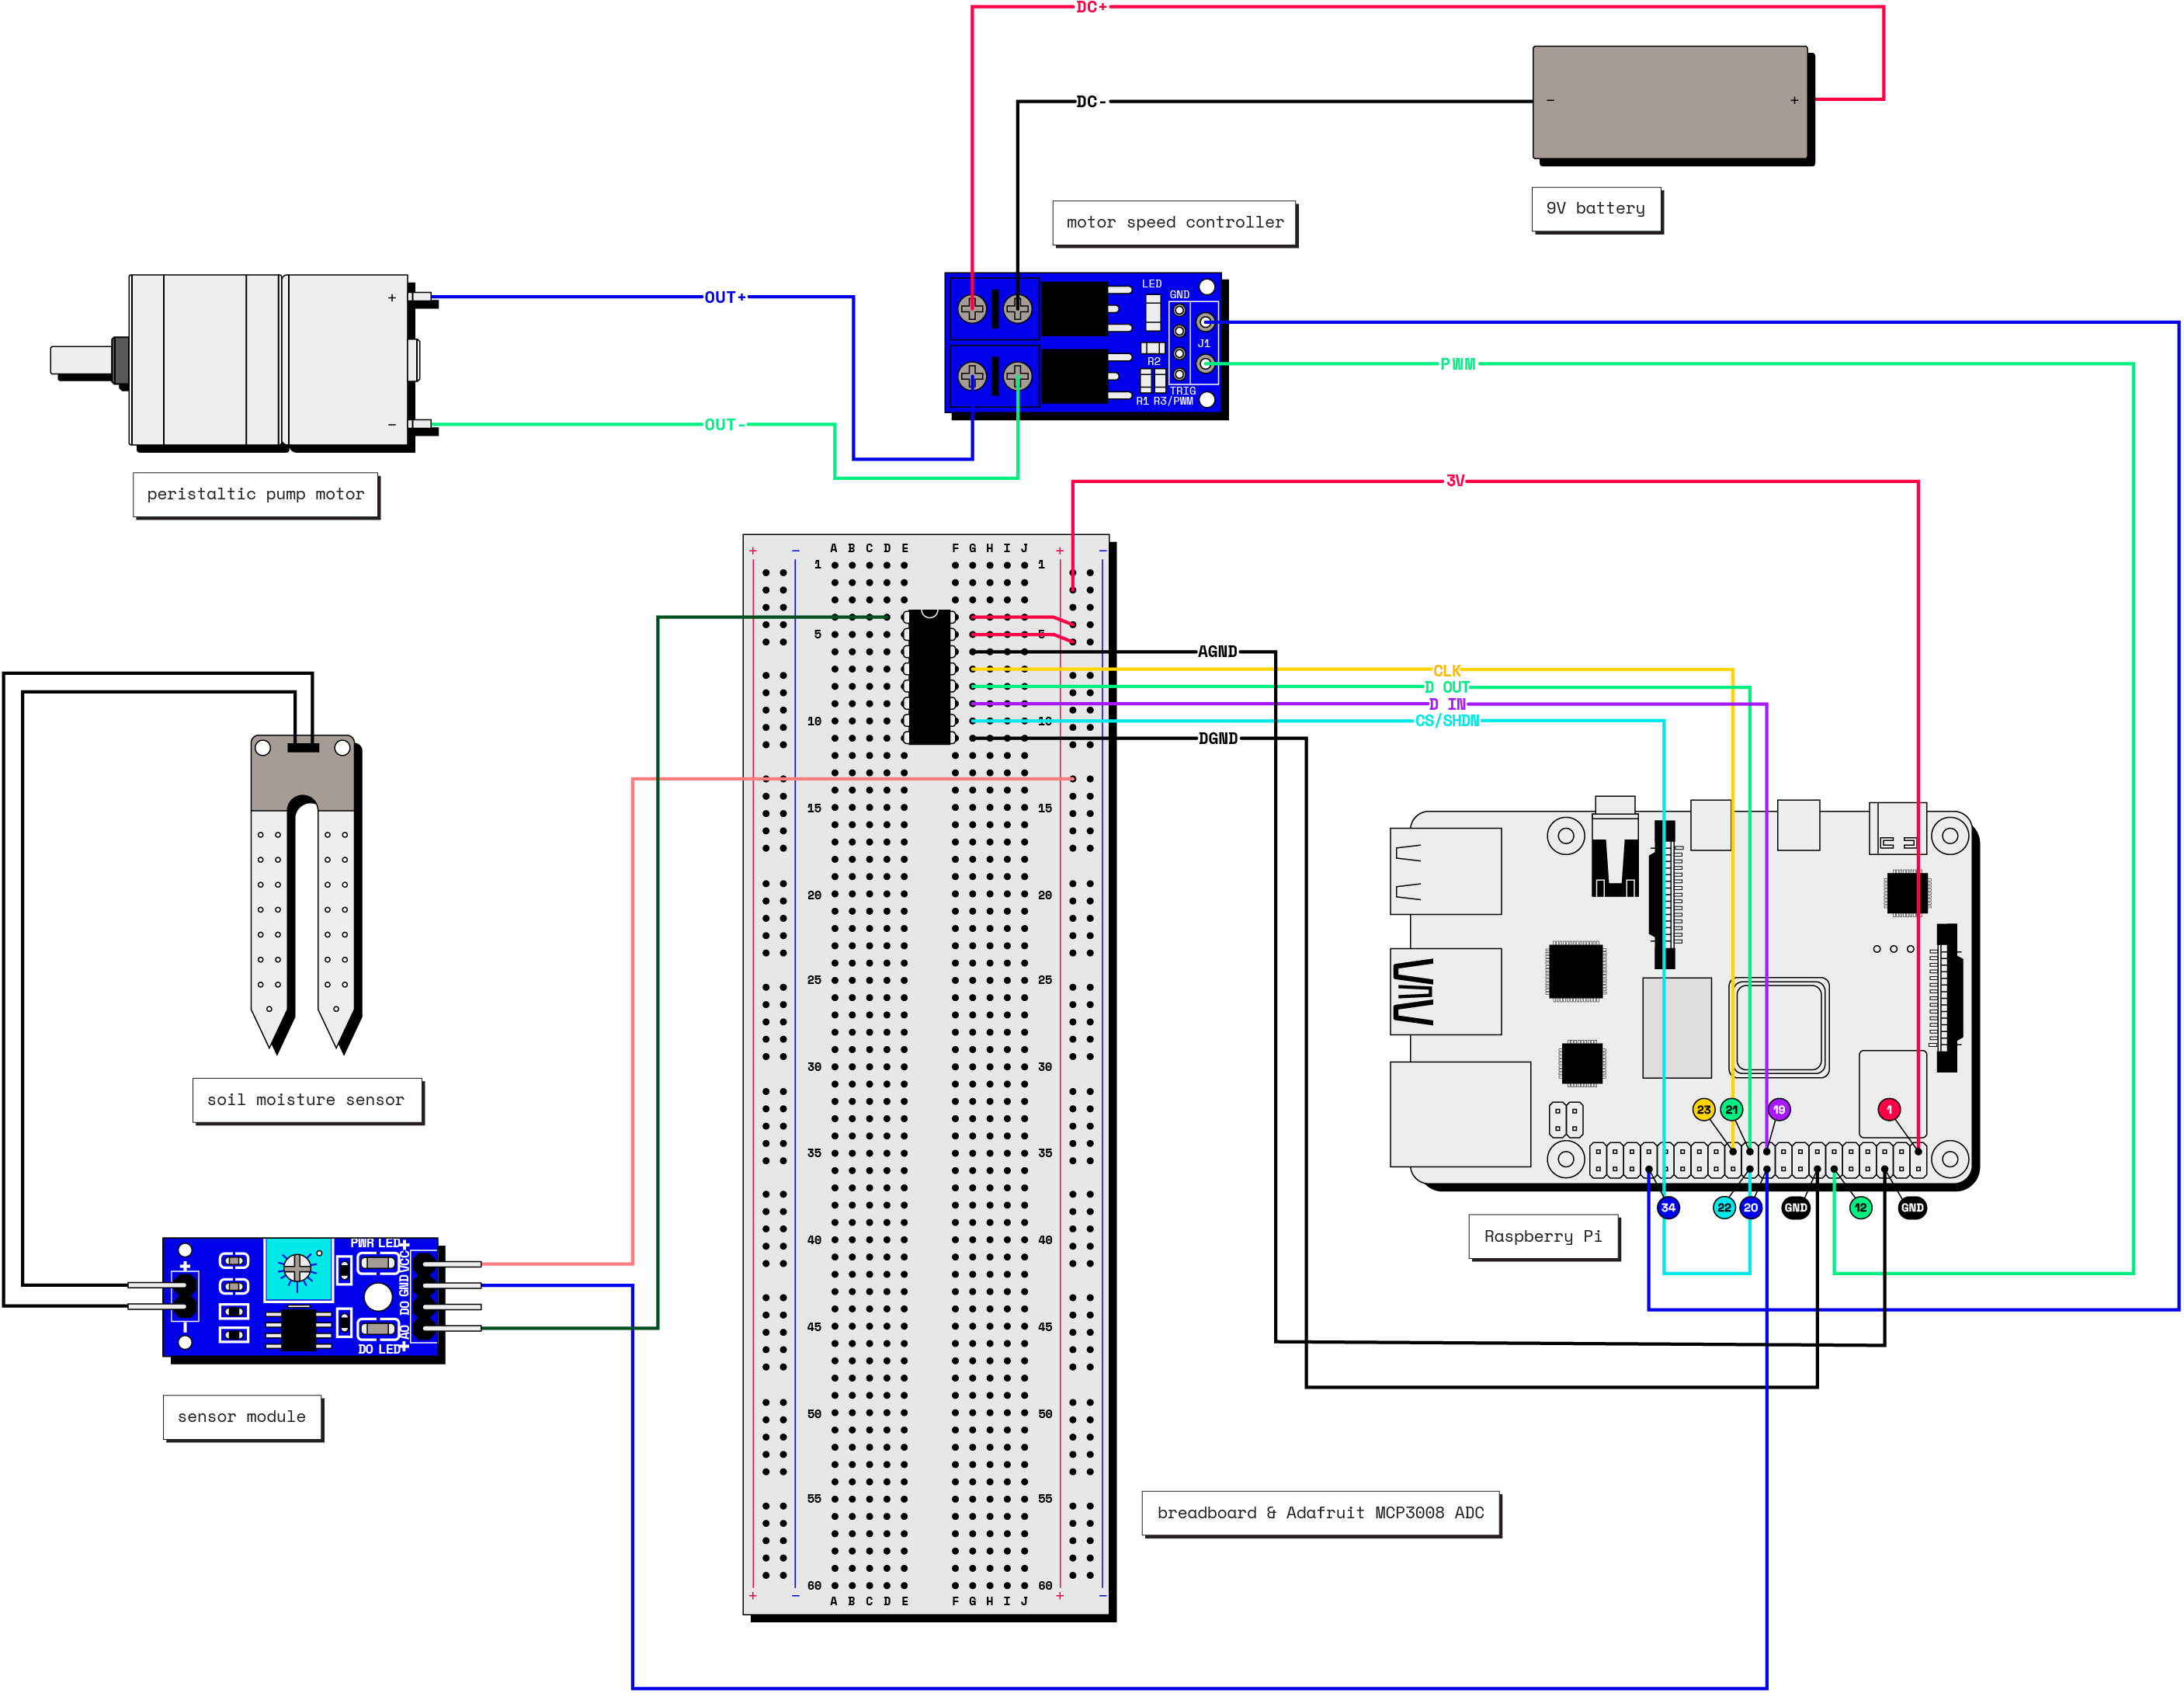 DC+
DC-
− +
9V battery
motor speed controller
LED
GND
J1
R2
TRIG
R1 R3/PWM
PWM
+
−
OUT+
OUT-
peristaltic pump motor
3V
+ − A B C D E F G H I J + −
1 1
5 5
10 10
15 15
20 20
25 25
30 30
35 35
40 40
45 45
50 50
55 55
60 60
+ − A B C D E F G H I J + −
AGND
CLK
D OUT
D IN
CS/SHDN
DGND
soil moisture sensor
23 21 19 1
34 22 20 GND 12 GND
Raspberry Pi
PWR LED
+
−
VCC+
GND
DO
+AO
DO LED
sensor module
breadboard & Adafruit MCP3008 ADC